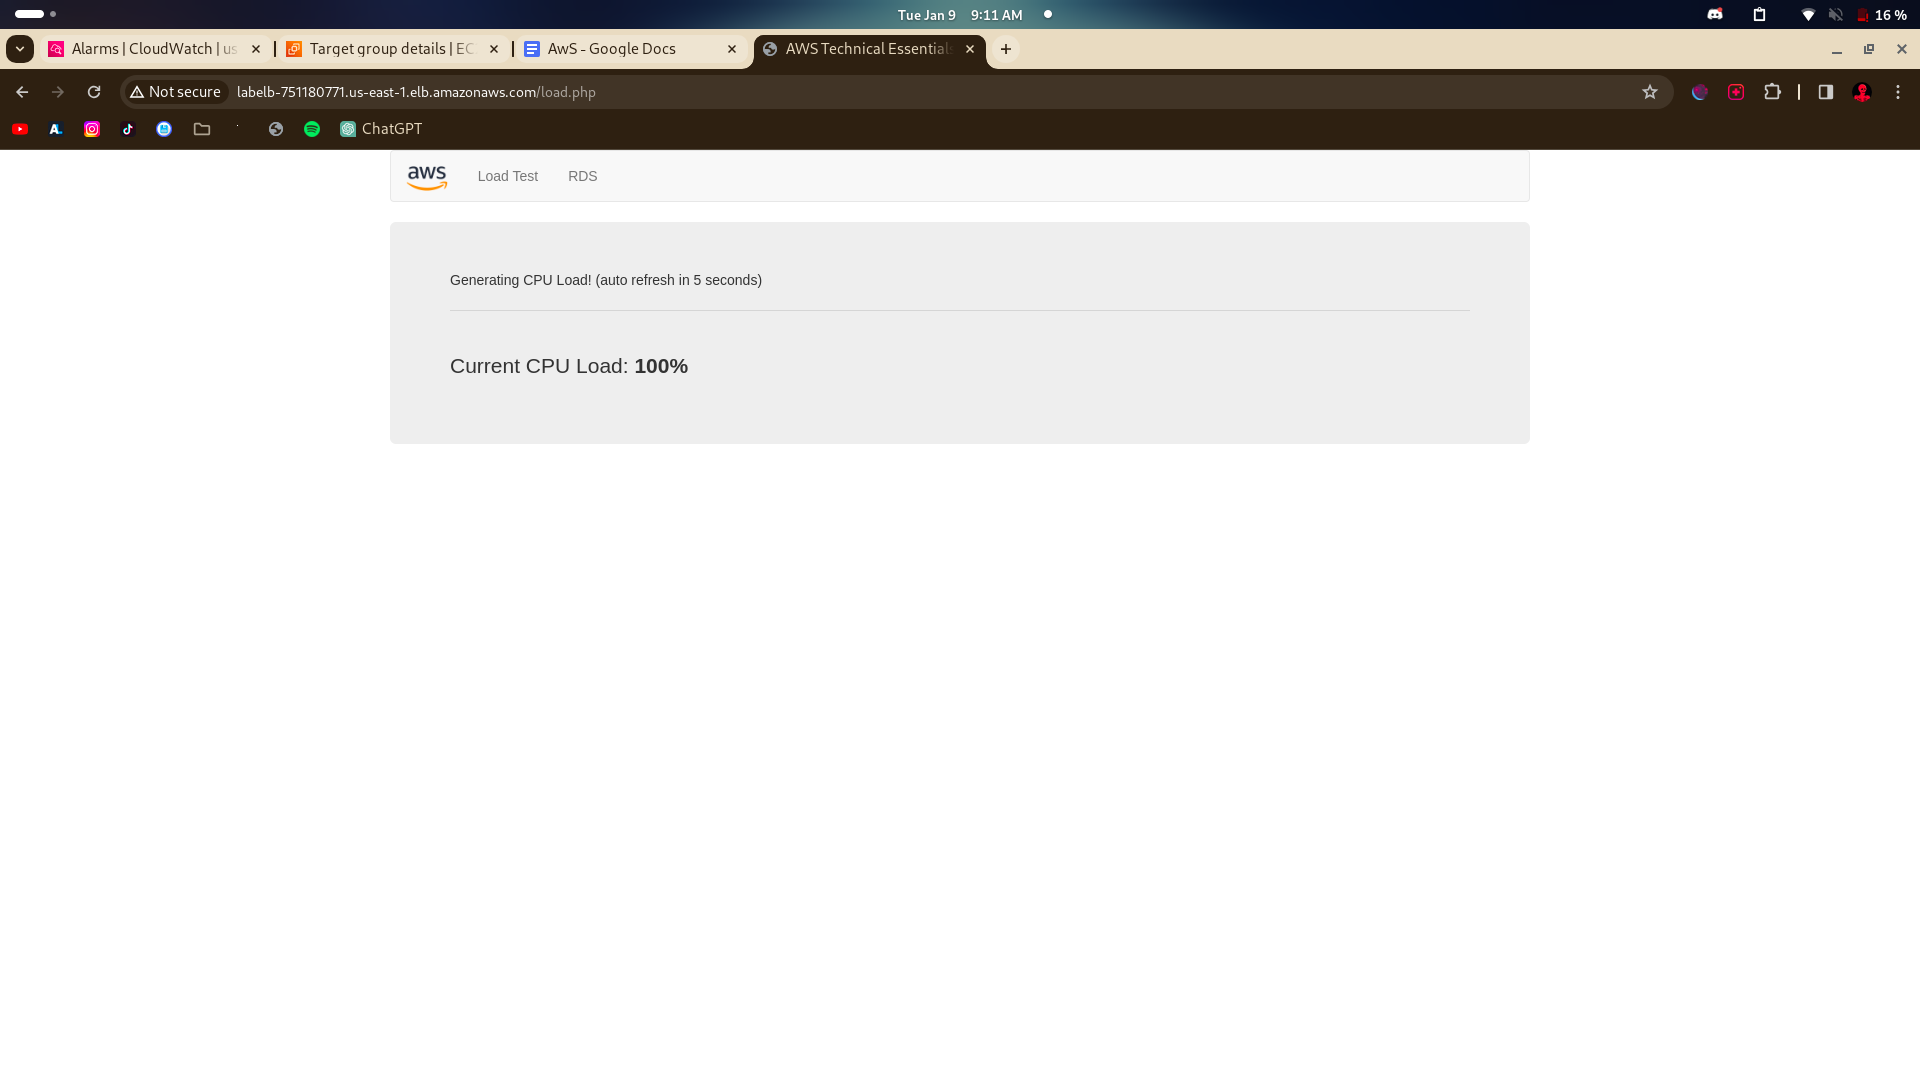 Tue Jan 9 9:11 AM
16 %
Alarms | CloudWatch | us
Target group details | EC
AwS - Google Docs
AWS Technical Essentials
Not secure
labelb-751180771.us-east-1.elb.amazonaws.com/load.php
ChatGPT
aws
Load Test
RDS
Generating CPU Load! (auto refresh in 5 seconds)
Current CPU Load: 100%